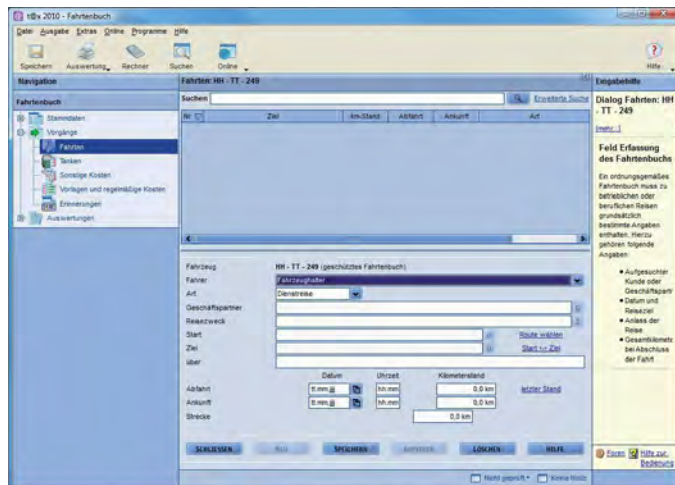 t@x 2010 - Fahrtenbuch
Datei Ausgabe Extras Online Programme Hilfe
Speichern Auswertung Rechner Suchen Online Hilfe
Navigation
Fahrtenbuch
Stammdaten
Vorgänge
Fahrten
Tanken
Sonstige Kosten
Vorlagen und regelmäßige Kosten
Erinnerungen
Auswertungen
Fahrten: HH - TT - 249
Suchen Erweiterte Suche
Nr Ziel km-Stand Abfahrt Ankunft Art
Fahrzeug HH - TT - 249 (geschütztes Fahrtenbuch)
Fahrer Fahrzeughalter
Art Dienstreise
Geschäftspartner
Reisezweck
Start Route wählen
Ziel Start <-> Ziel
über
Datum Uhrzeit Kilometerstand
Abfahrt tt.mm.jjj hh:mm 0,0 km letzter Stand
Ankunft tt.mm.jjj hh:mm 0,0 km
Strecke 0,0 km
SCHLIESSEN NEU SPEICHERN LÖSCHEN HILFE
Nicht geprüft Keine Notiz
Eingabehilfe
Dialog Fahrten: HH
- TT - 249
[mehr...]
Feld Erfassung
des Fahrtenbuchs
Ein ordnungsgemäßes
Fahrtenbuch muss zu
betrieblichen oder
beruflichen Reisen
grundsätzlich
bestimmte Angaben
enthalten. Hierzu
gehören folgende
Angaben:
• Aufgesuchter
Kunde oder
Geschäftspartn
• Datum und
Reiseziel
• Anlass der
Reise
• Gesamtkilomete
bei Abschluss
der Fahrt
Foren Hilfe zur
Bedienung